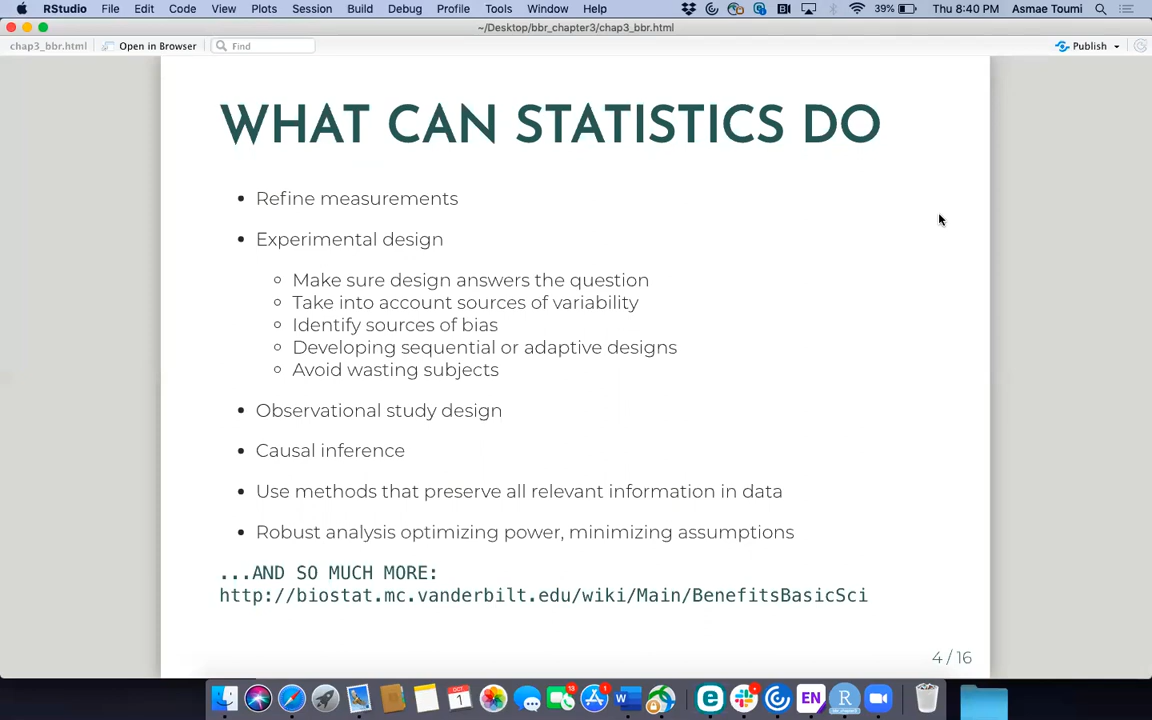 RStudio File Edit Code View Plots Session Build Debug Profile Tools Window Help 39% Thu 8:40 PM Asmae Toumi
~/Desktop/bbr_chapter3/chap3_bbr.html
chap3_bbr.html Open in Browser Find Publish
WHAT CAN STATISTICS DO
Refine measurements
Experimental design
Make sure design answers the question
Take into account sources of variability
Identify sources of bias
Developing sequential or adaptive designs
Avoid wasting subjects
Observational study design
Causal inference
Use methods that preserve all relevant information in data
Robust analysis optimizing power, minimizing assumptions
...AND SO MUCH MORE:
http://biostat.mc.vanderbilt.edu/wiki/Main/BenefitsBasicSci
4 / 16
OCT
1 EN R